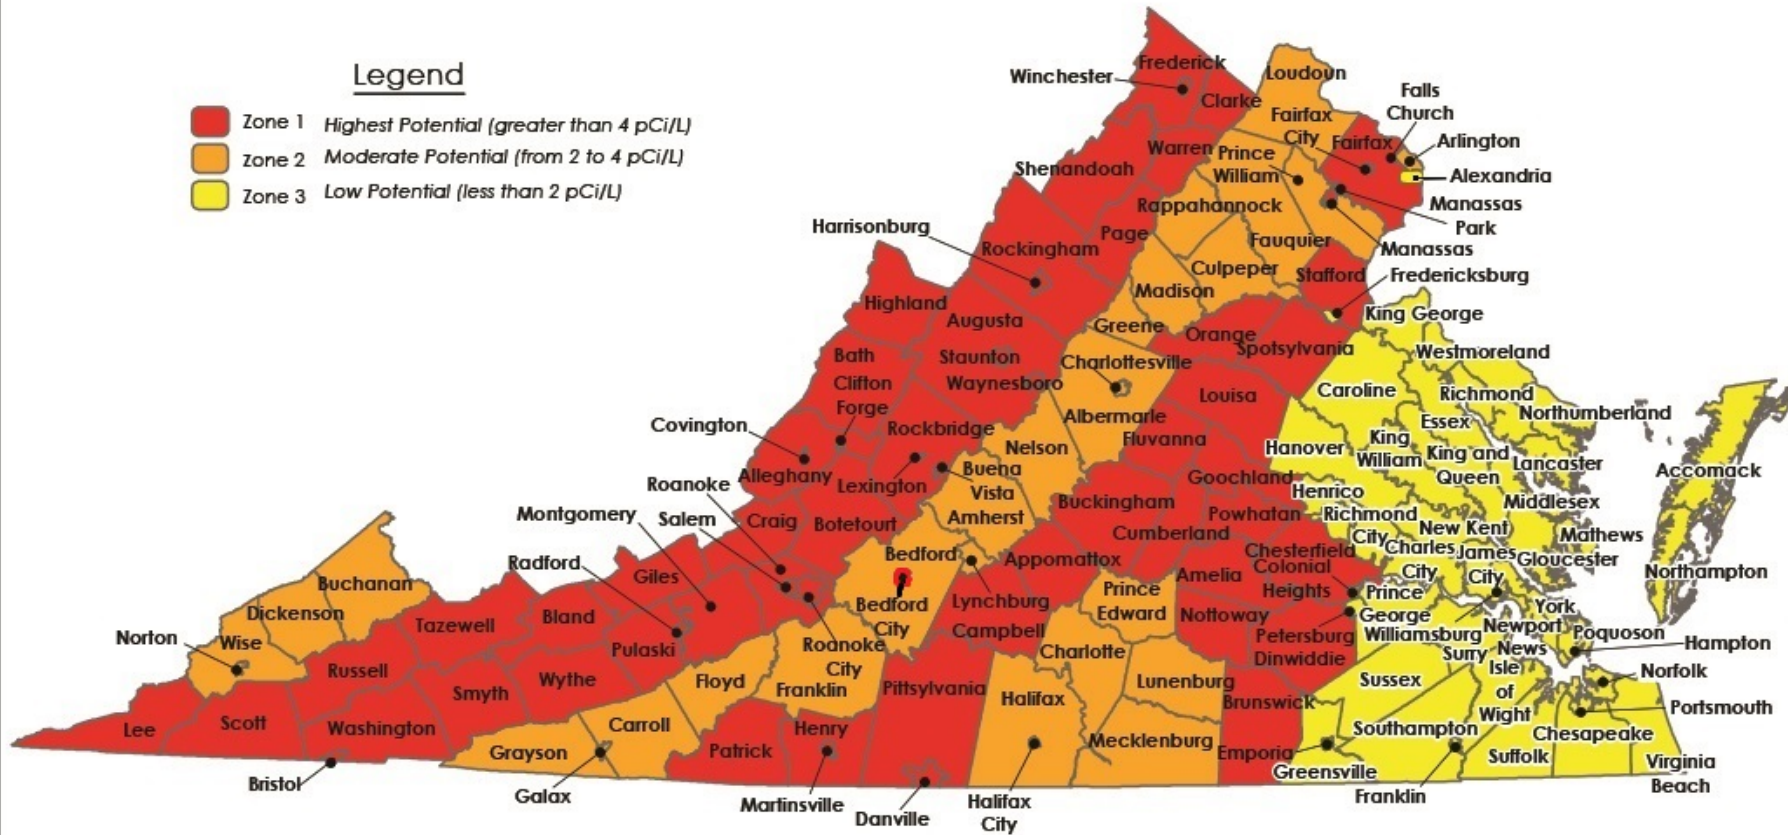 Legend
Zone 1 Highest Potential (greater than 4 pCi/L)
Zone 2 Moderate Potential (from 2 to 4 pCi/L)
Zone 3 Low Potential (less than 2 pCi/L)
Frederick
Winchester
Clarke
Loudoun
Falls
Church
Fairfax
City
Fairfax
Arlington
Alexandria
Warren
Prince
William
Shenandoah
Rappahannock
Manassas
Park
Manassas
Harrisonburg
Rockingham
Page
Fauquier
Culpeper
Stafford
Fredericksburg
Madison
King George
Highland
Augusta
Greene
Orange
Spotsylvania
Westmoreland
Bath
Staunton
Charlottesville
Waynesboro
Clifton
Forge
Louisa
Caroline
Richmond
Northumberland
Essex
Covington
Rockbridge
Albermarle
Fluvanna
Nelson
Hanover
King
William
King and
Queen
Lancaster
Accomack
Alleghany
Lexington
Buena
Vista
Goochland
Henrico
Middlesex
Roanoke
Montgomery
Salem
Craig
Botetourt
Amherst
Buckingham
Powhatan
Richmond
City
New Kent
Mathews
Cumberland
Chesterfield
Charles
City
James
City
Gloucester
Northampton
Radford
Giles
Bedford
Appomattox
Colonial
Heights
Amelia
Buchanan
Dickenson
Bedford
City
Lynchburg
Prince
Edward
Prince
George
York
Norton
Wise
Tazewell
Bland
Pulaski
Roanoke
City
Campbell
Nottoway
Petersburg
Dinwiddie
Williamsburg
Newport
News
Poquoson
Hampton
Surry
Isle
of
Wight
Norfolk
Russell
Smyth
Wythe
Floyd
Franklin
Pittsylvania
Charlotte
Halifax
Lunenburg
Brunswick
Sussex
Portsmouth
Lee
Scott
Washington
Grayson
Carroll
Patrick
Henry
Mecklenburg
Emporia
Greensville
Southampton
Suffolk
Chesapeake
Virginia
Beach
Bristol
Galax
Martinsville
Danville
Halifax
City
Franklin